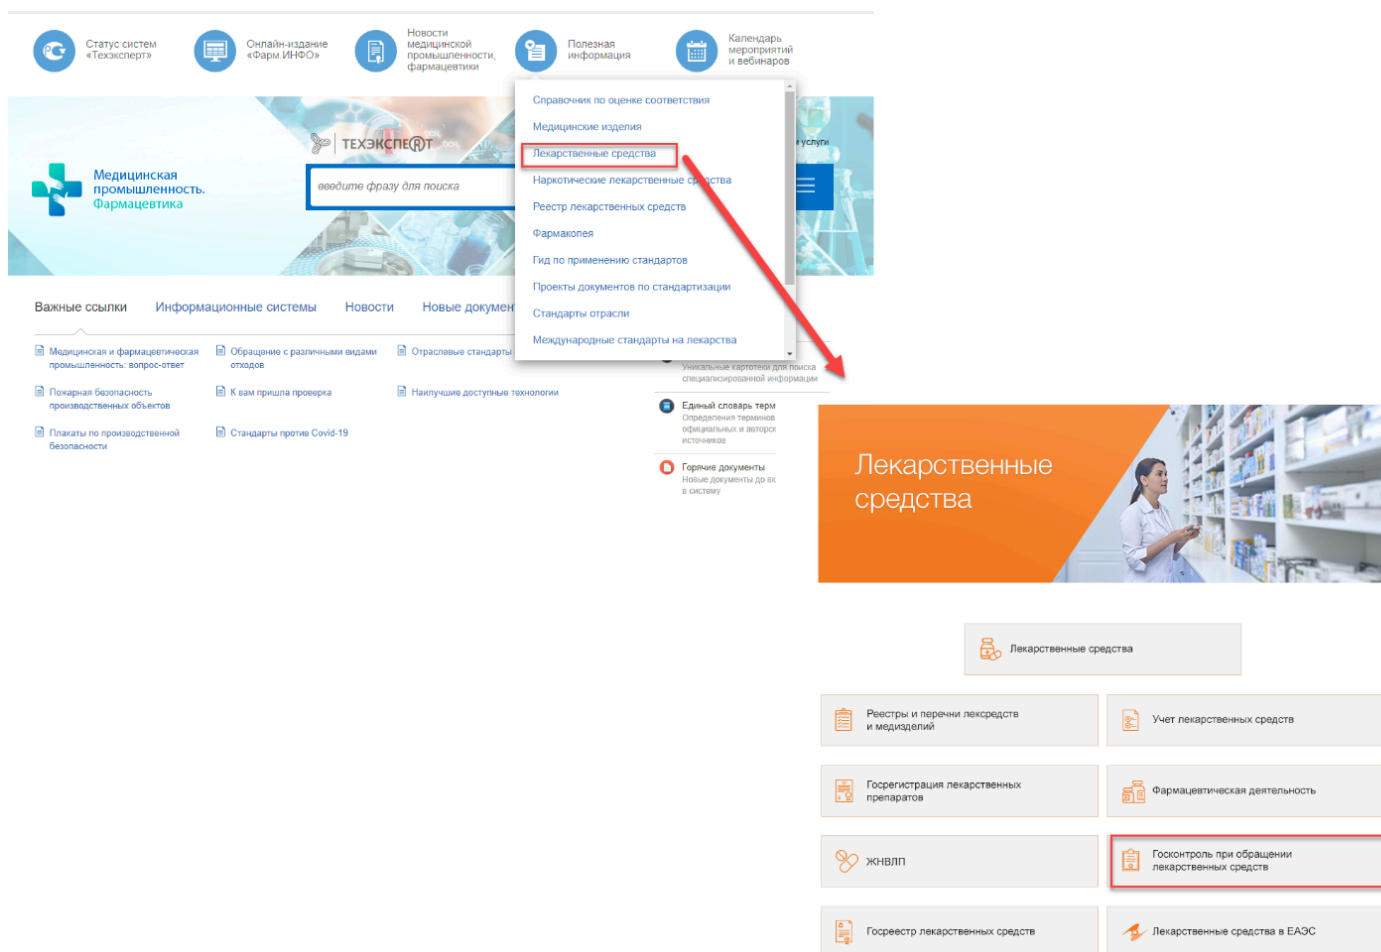 Статус систем
«Техэксперт»
Онлайн-издание
«Фарм.ИНФО»
Новости
медицинской
промышленности,
фармацевтики
Полезная
информация
Календарь
мероприятий
и вебинаров
Справочник по оценке соответствия
Медицинские изделия
Лекарственные средства
Наркотические лекарственные средства
Реестр лекарственных средств
Фармакопея
Гид по применению стандартов
Проекты документов по стандартизации
Стандарты отрасли
Международные стандарты на лекарства
ТЕХЭКСПЕРТ
услуги
Медицинская
промышленность.
Фармацевтика
введите фразу для поиска
Важные ссылки
Информационные системы
Новости
Новые докумен
Медицинская и фармацевтическая
промышленность: вопрос-ответ
Обращение с различными видами
отходов
Отраслевые стандарты
Пожарная безопасность
производственных объектов
К вам пришла проверка
Наилучшие доступные технологии
Плакаты по производственной
безопасности
Стандарты против Covid-19
Уникальные картотеки для поиска
специализированной информации
Единый словарь терм
Определения терминов
официальных и авторск
источников
Горячие документы
Новые документы до вк
в систему
Лекарственные
средства
Лекарственные средства
Реестры и перечни лексредств
и медизделий
Учет лекарственных средств
Госрегистрация лекарственных
препаратов
Фармацевтическая деятельность
ЖНВЛП
Госконтроль при обращении
лекарственных средств
Госреестр лекарственных средств
Лекарственные средства в ЕАЭС